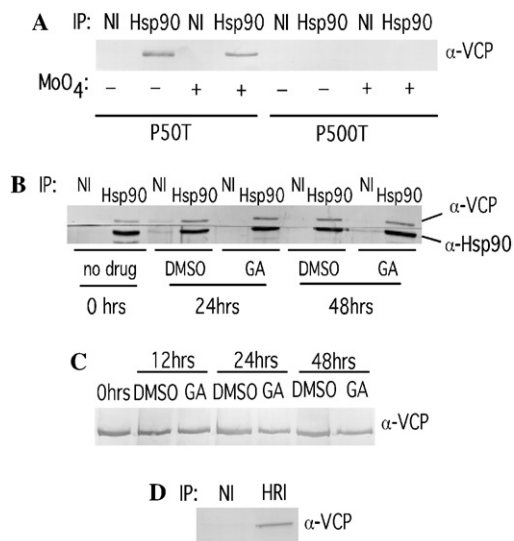 A IP: NI Hsp90 NI Hsp90 NI Hsp90 NI Hsp90
α-VCP
MoO4: – – + + – – + +
P50T P500T
B IP: NI Hsp90 NI Hsp90 NI Hsp90 NI Hsp90 NI Hsp90
α-VCP
α-Hsp90
no drug DMSO GA DMSO GA
0 hrs 24hrs 48hrs
C 12hrs 24hrs 48hrs
0hrs DMSO GA DMSO GA DMSO GA
α-VCP
D IP: NI HRI
α-VCP